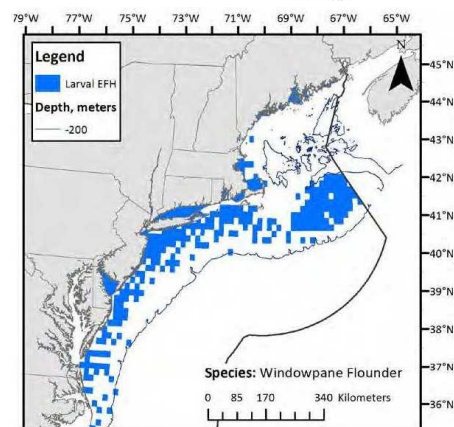 79°W 77°W 75°W 73°W 71°W 69°W 67°W 65°W
Legend
Larval EFH
Depth, meters
-200
N
45°N
44°N
43°N
42°N
41°N
40°N
39°N
38°N
37°N
36°N
Species: Windowpane Flounder
0 85 170 340 Kilometers